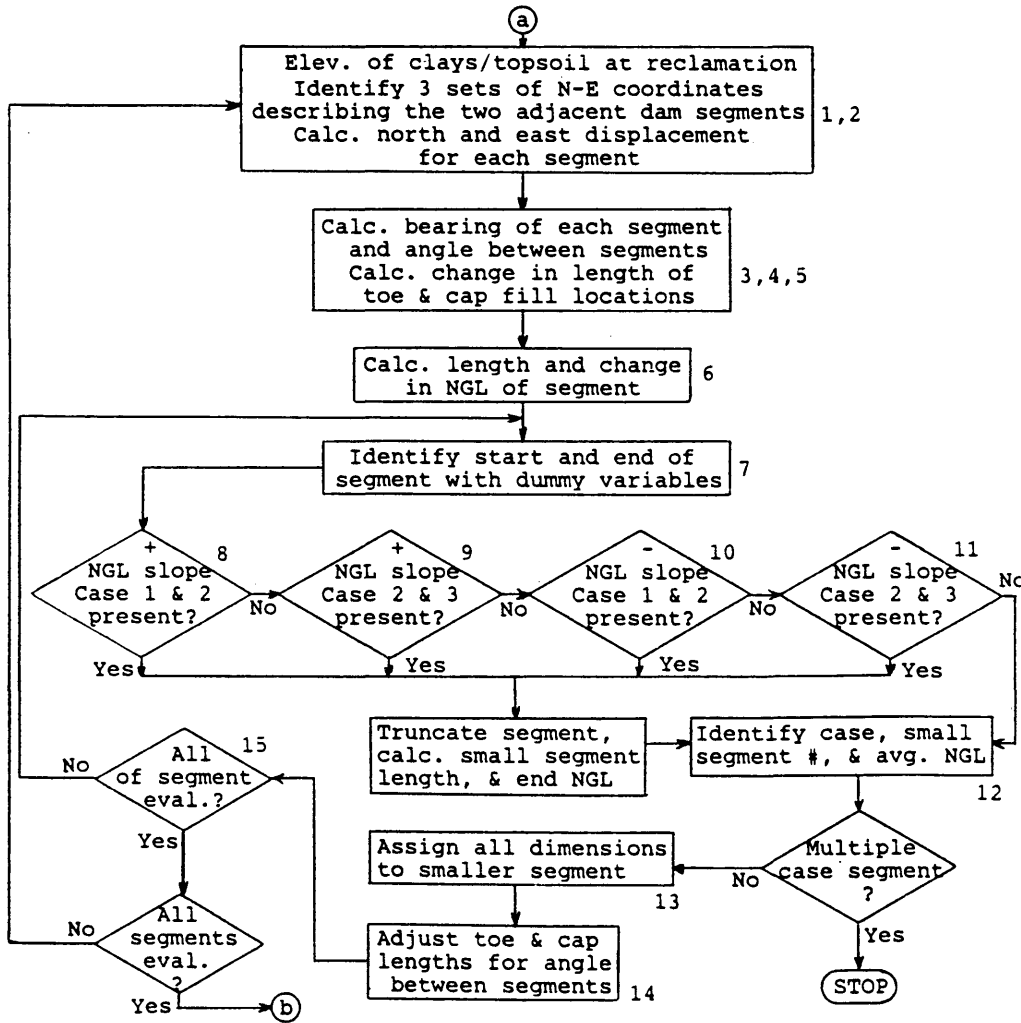 a
Elev. of clays/topsoil at reclamation
Identify 3 sets of N-E coordinates
describing the two adjacent dam segments
Calc. north and east displacement
for each segment
1,2
Calc. bearing of each segment
and angle between segments
Calc. change in length of
toe & cap fill locations
3,4,5
Calc. length and change
in NGL of segment
6
Identify start and end of
segment with dummy variables
7
+
NGL slope
Case 1 & 2
present?
8
No
Yes
+
NGL slope
Case 2 & 3
present?
9
No
Yes
-
NGL slope
Case 1 & 2
present?
10
No
Yes
-
NGL slope
Case 2 & 3
present?
11
No
Yes
Truncate segment,
calc. small segment
length, & end NGL
Identify case, small
segment #, & avg. NGL
12
Multiple
case segment
?
No
Yes
STOP
Assign all dimensions
to smaller segment
13
Adjust toe & cap
lengths for angle
between segments
14
All
of segment
eval.?
15
No
Yes
All
segments
eval.
?
No
Yes
b